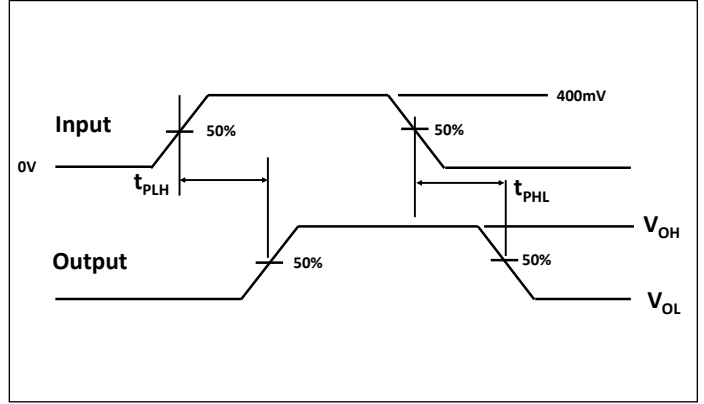 400mV
Input
50%
50%
0V
tPLH
tPHL
VOH
Output
50%
50%
VOL